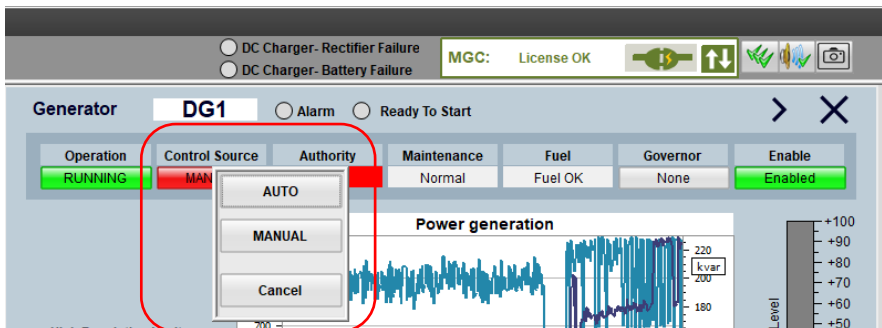 DC Charger- Rectifier Failure
DC Charger- Battery Failure
MGC: License OK
Generator DG1 Alarm Ready To Start
Operation Control Source Authority Maintenance Fuel Governor Enable
RUNNING MAN Normal Fuel OK None Enabled
AUTO
MANUAL
Cancel
Power generation
220
kvar
200
180
700
+100
+90
+80
+70
+60
+50
Level